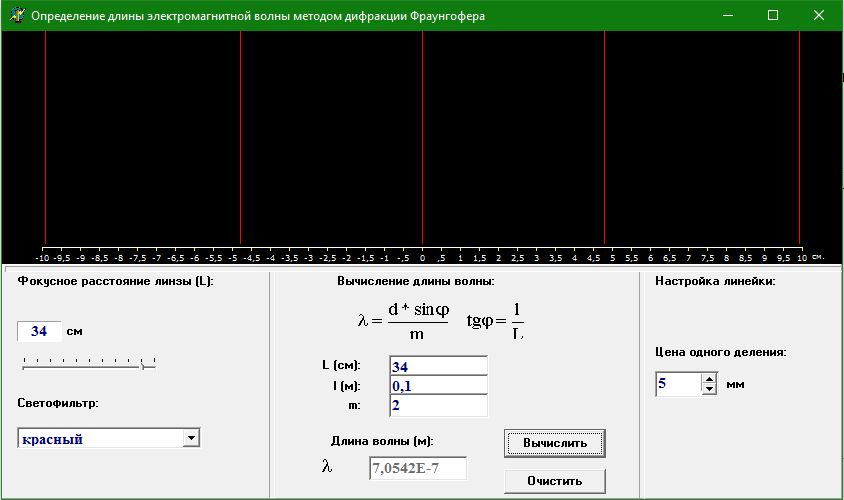 Определение длины электромагнитной волны методом дифракции Фраунгофера
-10 -9,5 -9 -8,5 -8 -7,5 -7 -6,5 -6 -5,5 -5 -4,5 -4 -3,5 -3 -2,5 -2 -1,5 -1 -,5 0 ,5 1 1,5 2 2,5 3 3,5 4 4,5 5 5,5 6 6,5 7 7,5 8 8,5 9 9,5 10 см.
Фокусное расстояние линзы (L):
34 см
Светофильтр:
красный
Вычисление длины волны:
λ = d * sinφ / m tgφ = l / L
L (см): 34
l (м): 0,1
m: 2
Длина волны (м):
λ 7,0542E-7
Вычислить
Очистить
Настройка линейки:
Цена одного деления:
5 мм